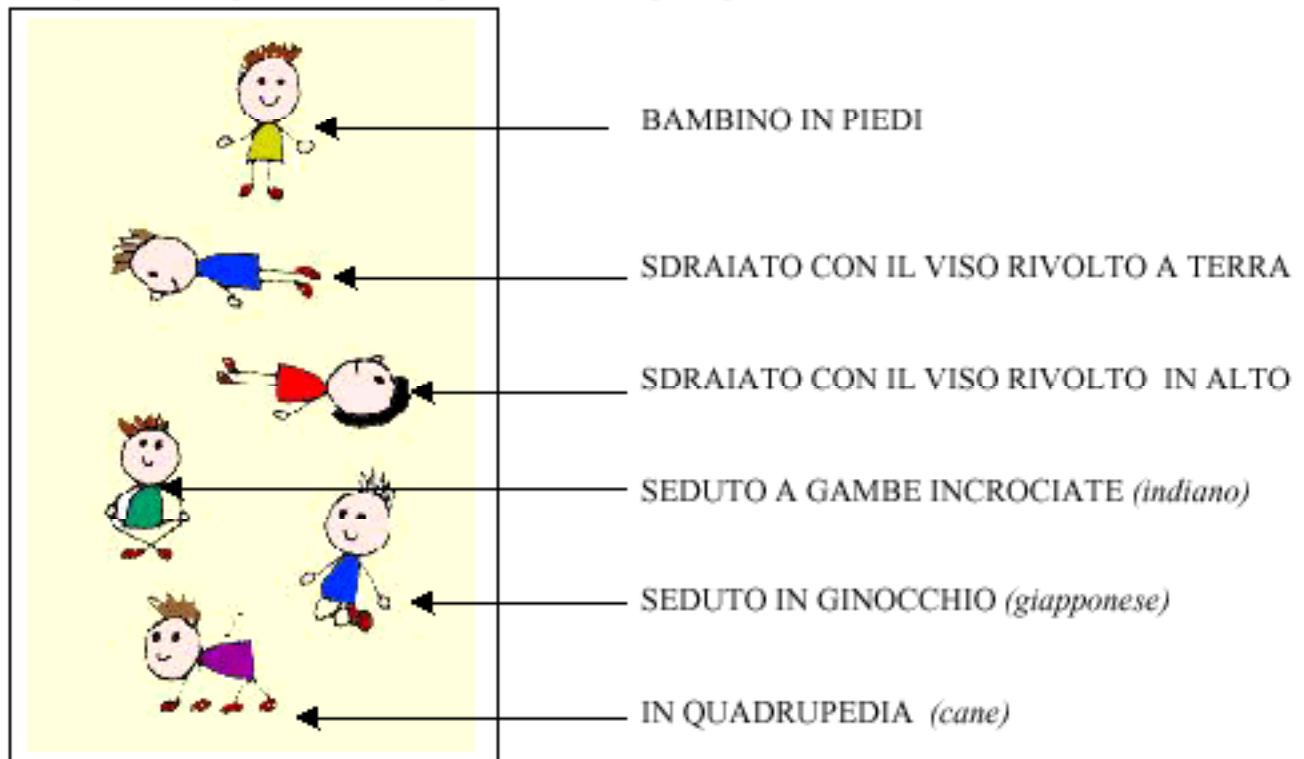 BAMBINO IN PIEDI
SDRAIATO CON IL VISO RIVOLTO A TERRA
SDRAIATO CON IL VISO RIVOLTO IN ALTO
SEDUTO A GAMBE INCROCIATE (indiano)
SEDUTO IN GINOCCHIO (giapponese)
IN QUADRUPEDIA (cane)